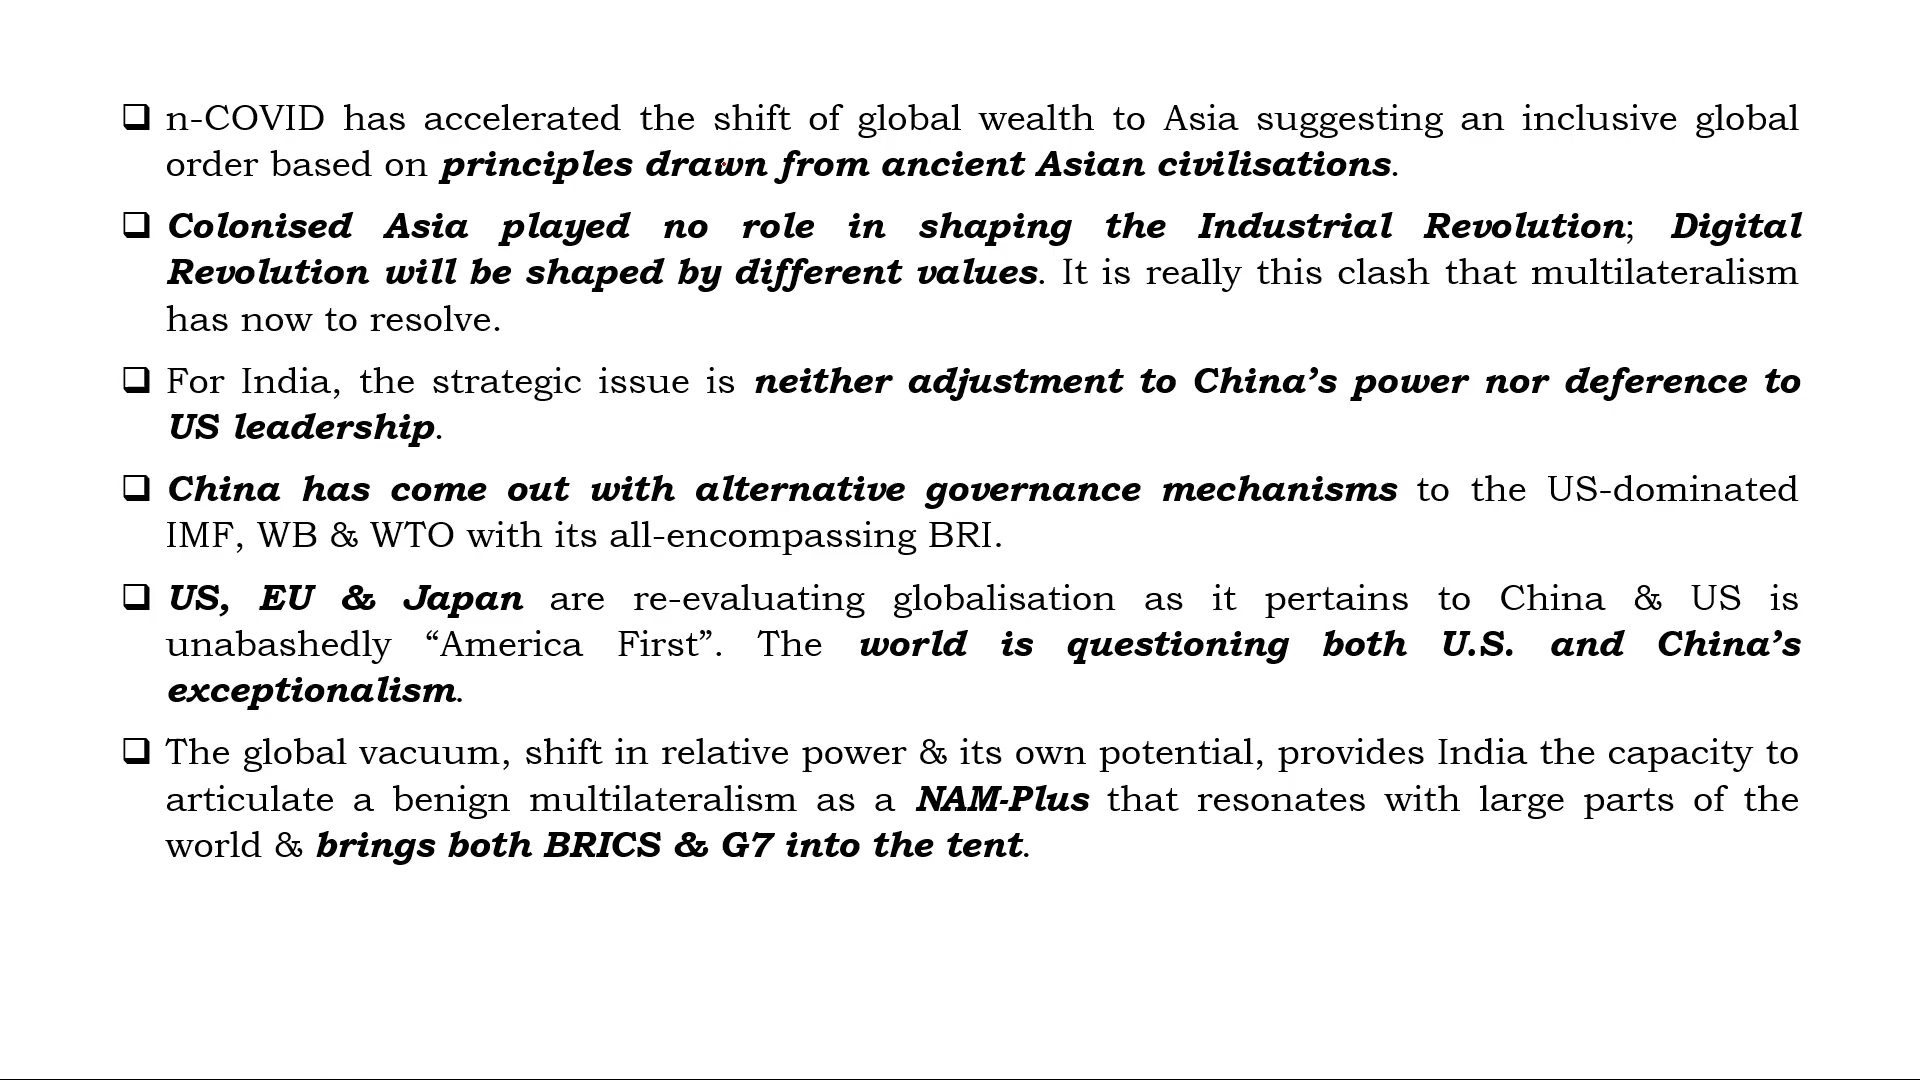 ❑ n-COVID has accelerated the shift of global wealth to Asia suggesting an inclusive global
order based on principles drawn from ancient Asian civilisations.
❑ Colonised Asia played no role in shaping the Industrial Revolution; Digital
Revolution will be shaped by different values. It is really this clash that multilateralism
has now to resolve.
❑ For India, the strategic issue is neither adjustment to China’s power nor deference to
US leadership.
❑ China has come out with alternative governance mechanisms to the US-dominated
IMF, WB & WTO with its all-encompassing BRI.
❑ US, EU & Japan are re-evaluating globalisation as it pertains to China & US is
unabashedly “America First”. The world is questioning both U.S. and China’s
exceptionalism.
❑ The global vacuum, shift in relative power & its own potential, provides India the capacity to
articulate a benign multilateralism as a NAM-Plus that resonates with large parts of the
world & brings both BRICS & G7 into the tent.